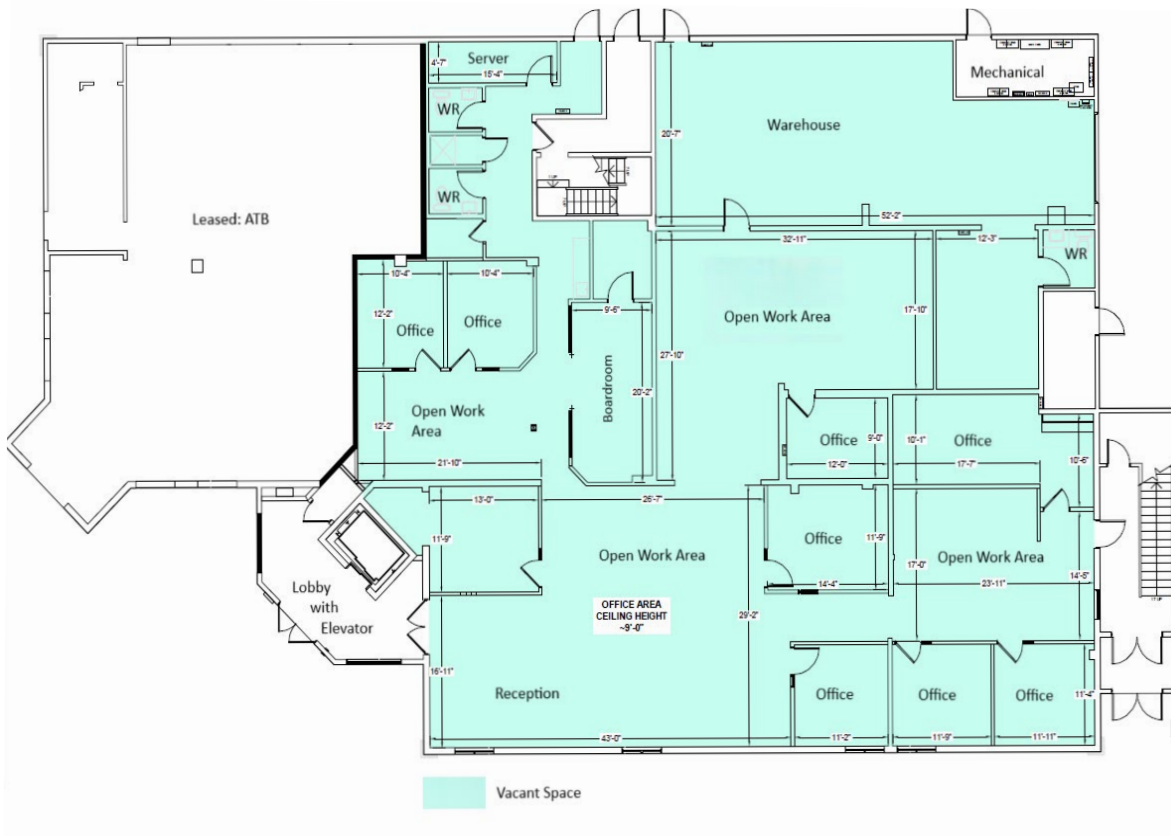 Server
4'-7"
15'-4"
Mechanical
WR
Warehouse
20'-7"
WR
Leased: ATB
52'-2"
32'-11"
12'-3"
WR
10'-4"
10'-4"
12'-2"
Office
Office
9'-6"
17'-10"
Open Work Area
27'-10"
Boardroom
20'-2"
Open Work
Area
12'-2"
21'-10"
Office
9'-0"
12'-0"
10'-1"
Office
17'-7"
10'-6"
13'-0"
26'-7"
11'-9"
Open Work Area
Office
11'-9"
14'-4"
17'-0"
Open Work Area
23'-11"
14'-5"
Lobby
with
Elevator
OFFICE AREA
CEILING HEIGHT
~9'-0"
29'-2"
16'-11"
Reception
Office
Office
Office
11'-4"
43'-0"
11'-2"
11'-9"
11'-11"
Vacant Space